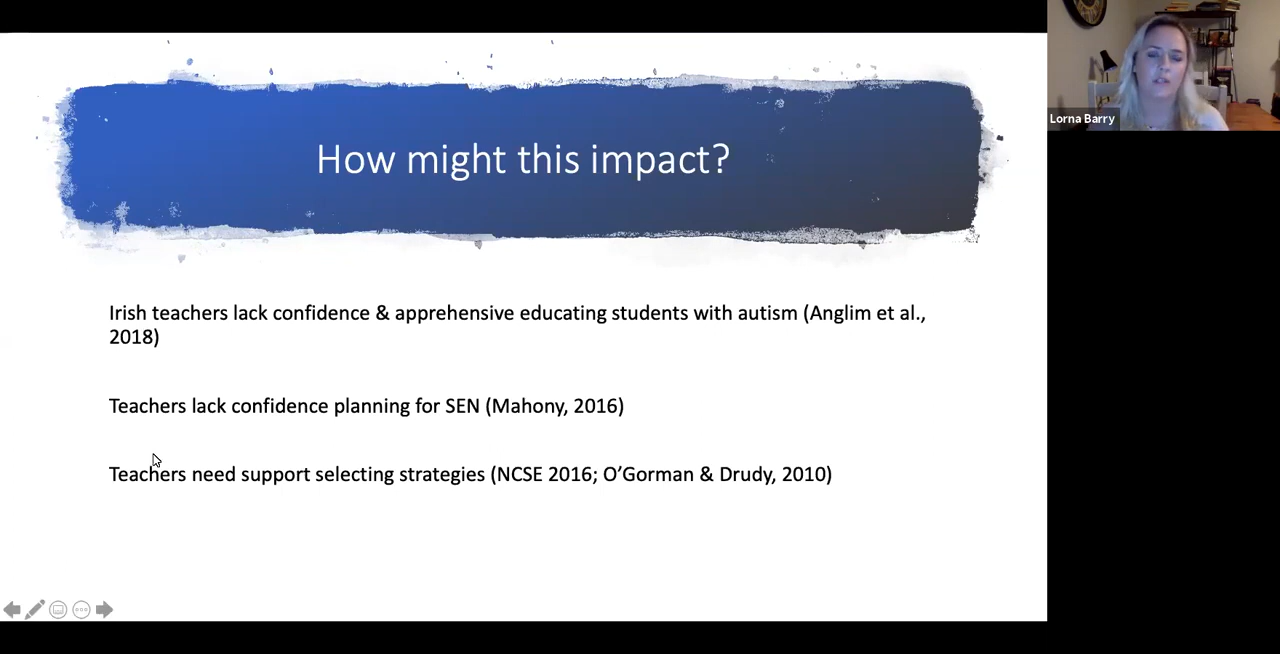 How might this impact?
Lorna Barry
Irish teachers lack confidence & apprehensive educating students with autism (Anglim et al.,
2018)
Teachers lack confidence planning for SEN (Mahony, 2016)
Teachers need support selecting strategies (NCSE 2016; O’Gorman & Drudy, 2010)